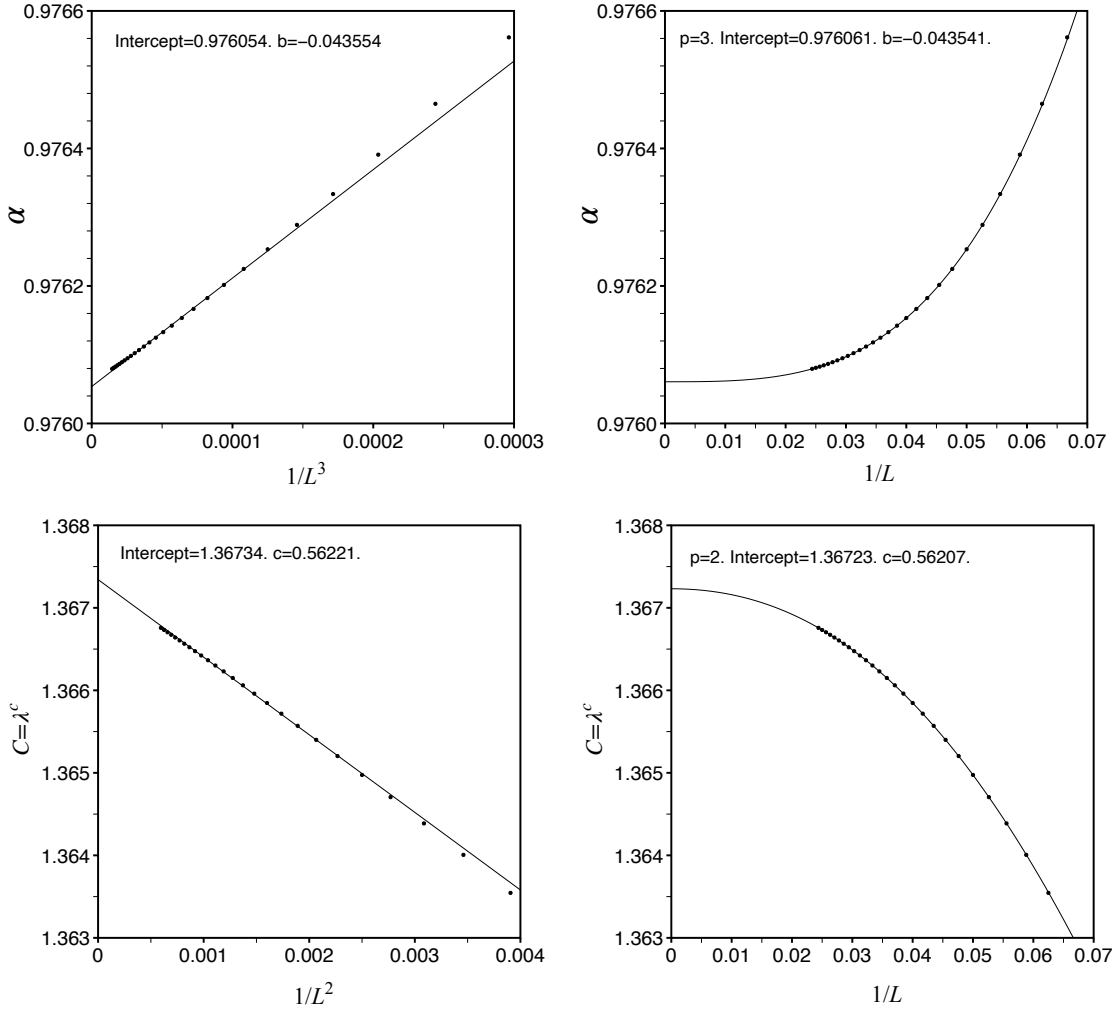 0.9766
Intercept=0.976054. b=−0.043554
0.9764
α
0.9762
0.9760
0 0.0001 0.0002 0.0003
1/L³
0.9766
p=3. Intercept=0.976061. b=−0.043541.
0.9764
α
0.9762
0.9760
0 0.01 0.02 0.03 0.04 0.05 0.06 0.07
1/L
1.368
Intercept=1.36734. c=0.56221.
1.367
1.366
C=λᶜ
1.365
1.364
1.363
0 0.001 0.002 0.003 0.004
1/L²
1.368
p=2. Intercept=1.36723. c=0.56207.
1.367
1.366
C=λᶜ
1.365
1.364
1.363
0 0.01 0.02 0.03 0.04 0.05 0.06 0.07
1/L